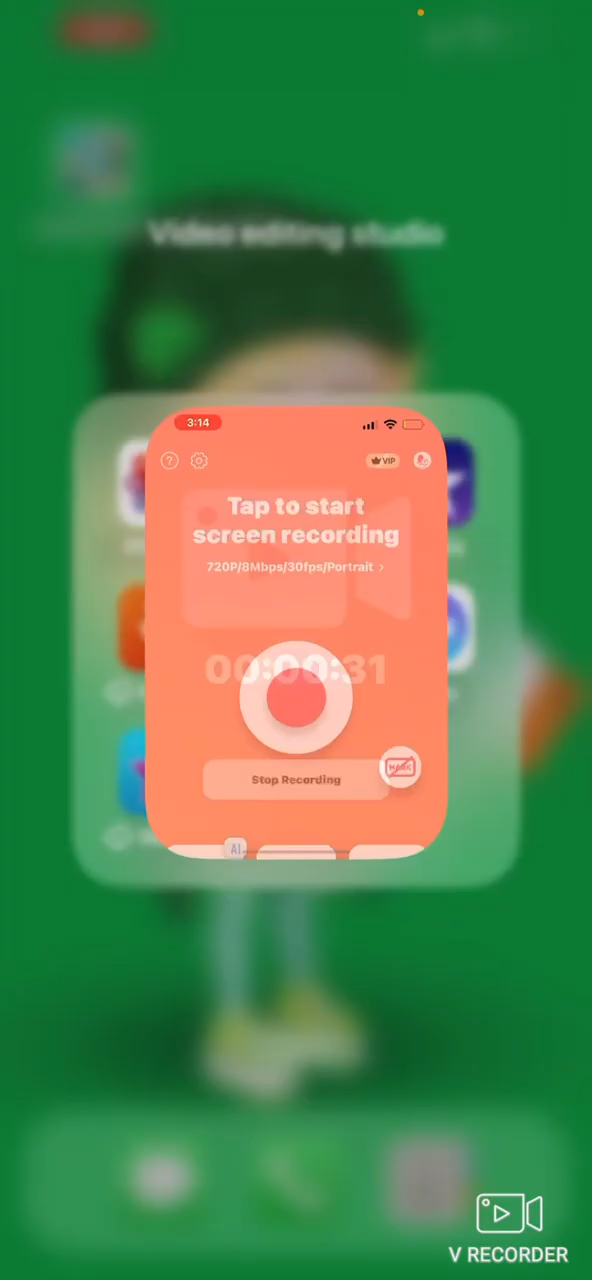 Video editing studio
3:14
VIP
Tap to start
screen recording
720P/8Mbps/30fps/Portrait >
00:00:31
MARK
Stop Recording
AI
V RECORDER